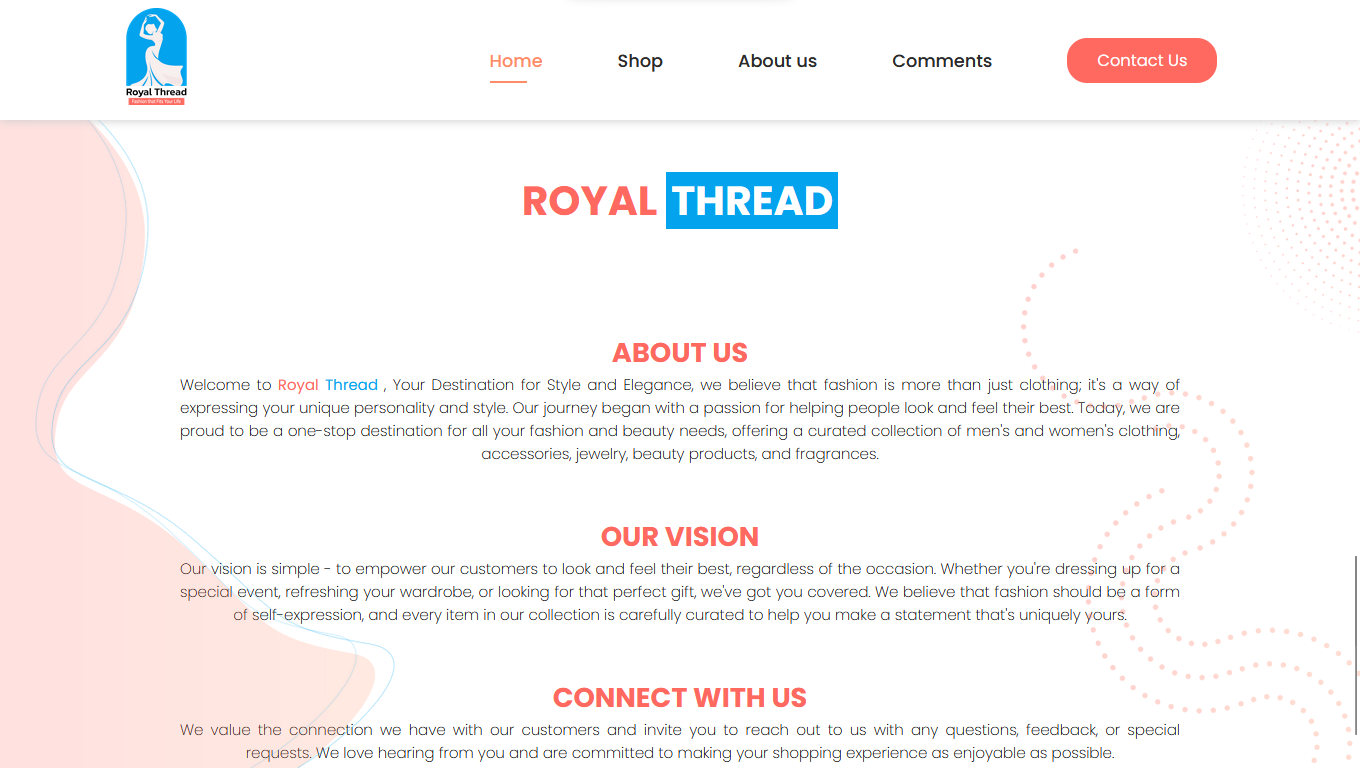 Royal Thread
Fashion that Fits Your Life
Home
Shop
About us
Comments
Contact Us
ROYAL THREAD
ABOUT US
Welcome to Royal Thread , Your Destination for Style and Elegance, we believe that fashion is more than just clothing; it's a way of
expressing your unique personality and style. Our journey began with a passion for helping people look and feel their best. Today, we are
proud to be a one-stop destination for all your fashion and beauty needs, offering a curated collection of men's and women's clothing,
accessories, jewelry, beauty products, and fragrances.
OUR VISION
Our vision is simple - to empower our customers to look and feel their best, regardless of the occasion. Whether you're dressing up for a
special event, refreshing your wardrobe, or looking for that perfect gift, we've got you covered. We believe that fashion should be a form
of self-expression, and every item in our collection is carefully curated to help you make a statement that's uniquely yours.
CONNECT WITH US
We value the connection we have with our customers and invite you to reach out to us with any questions, feedback, or special
requests. We love hearing from you and are committed to making your shopping experience as enjoyable as possible.